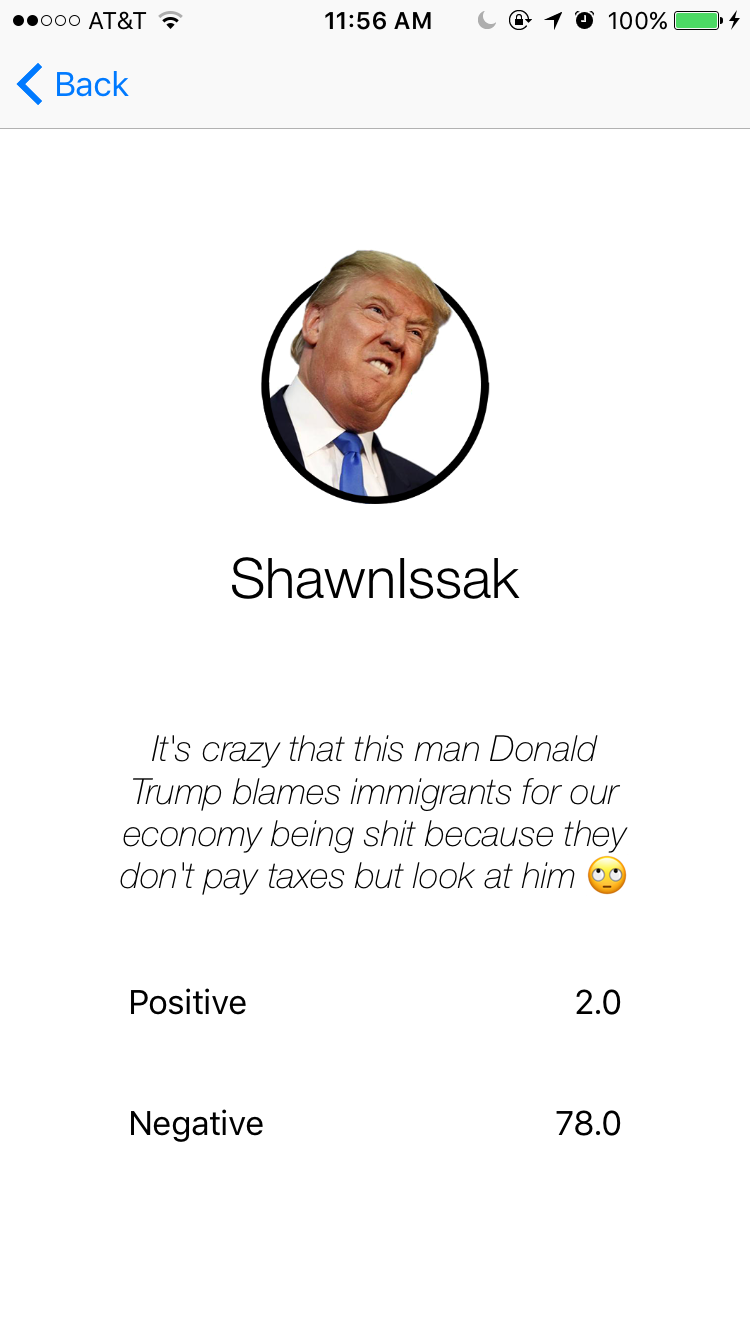 AT&T 11:56 AM 100%
Back
ShawnIssak
It's crazy that this man Donald
Trump blames immigrants for our
economy being shit because they
don't pay taxes but look at him 🙄
Positive 2.0
Negative 78.0